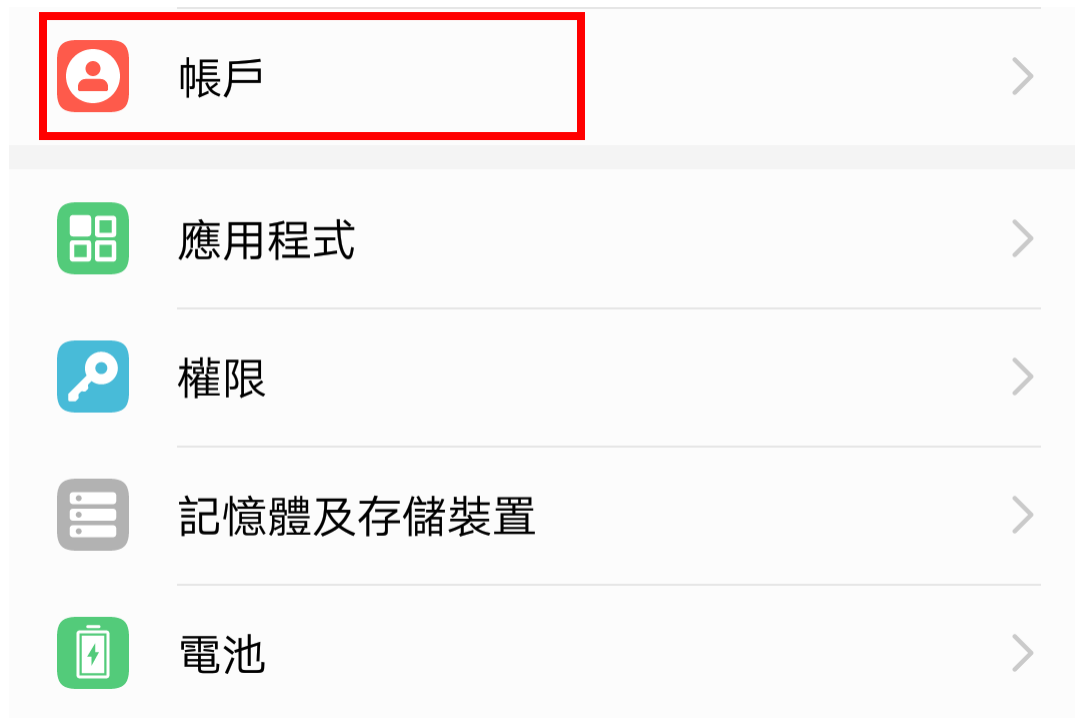 帳戶
應用程式
權限
記憶體及存儲裝置
電池